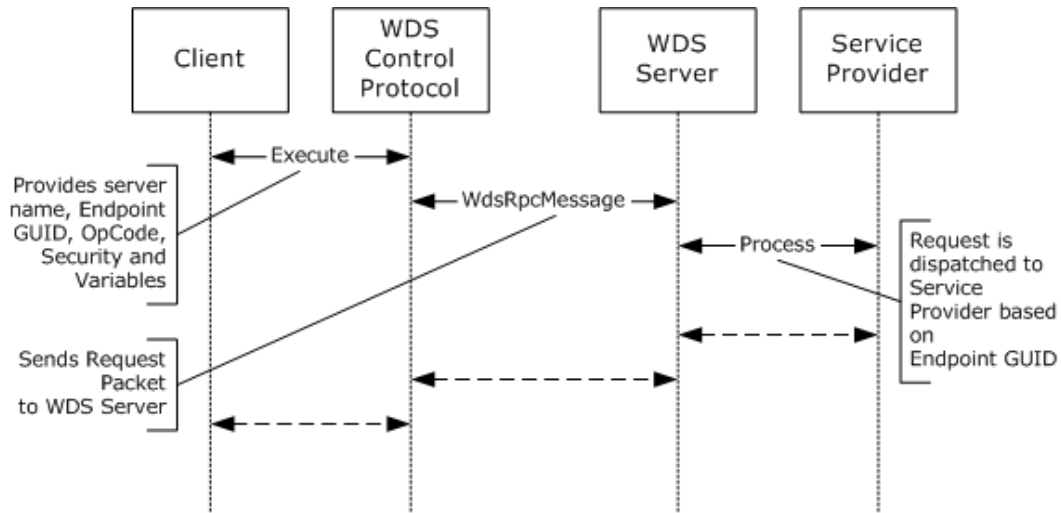 Client
WDS
Control
Protocol
WDS
Server
Service
Provider
Execute
Provides server
name, Endpoint
GUID, OpCode,
Security and
Variables
WdsRpcMessage
Process
Request is
dispatched to
Service
Provider based
on
Endpoint GUID
Sends Request
Packet
to WDS Server